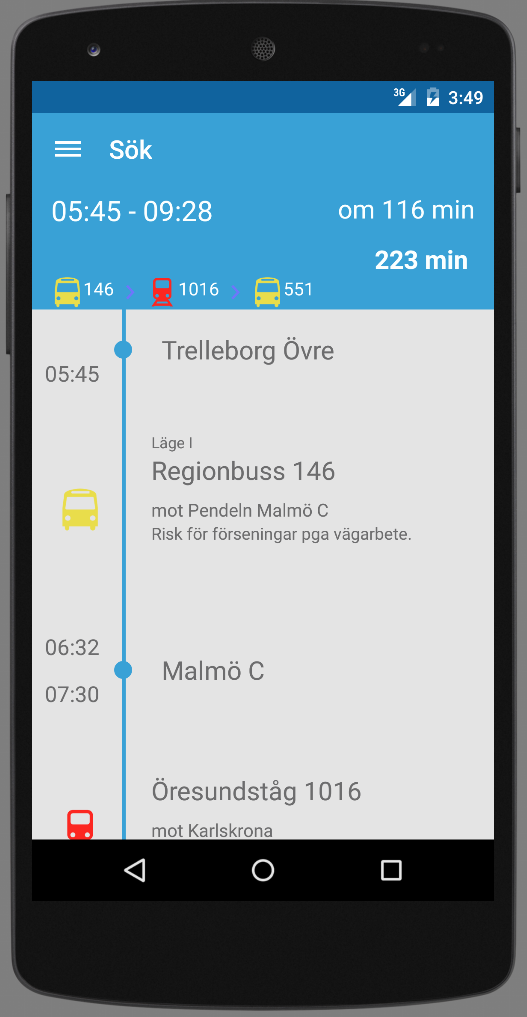 3G 3:49
Sök
05:45 - 09:28 om 116 min
223 min
146 1016 551
Trelleborg Övre
05:45
Läge I
Regionbuss 146
mot Pendeln Malmö C
Risk för förseningar pga vägarbete.
06:32
Malmö C
07:30
Öresundståg 1016
mot Karlskrona